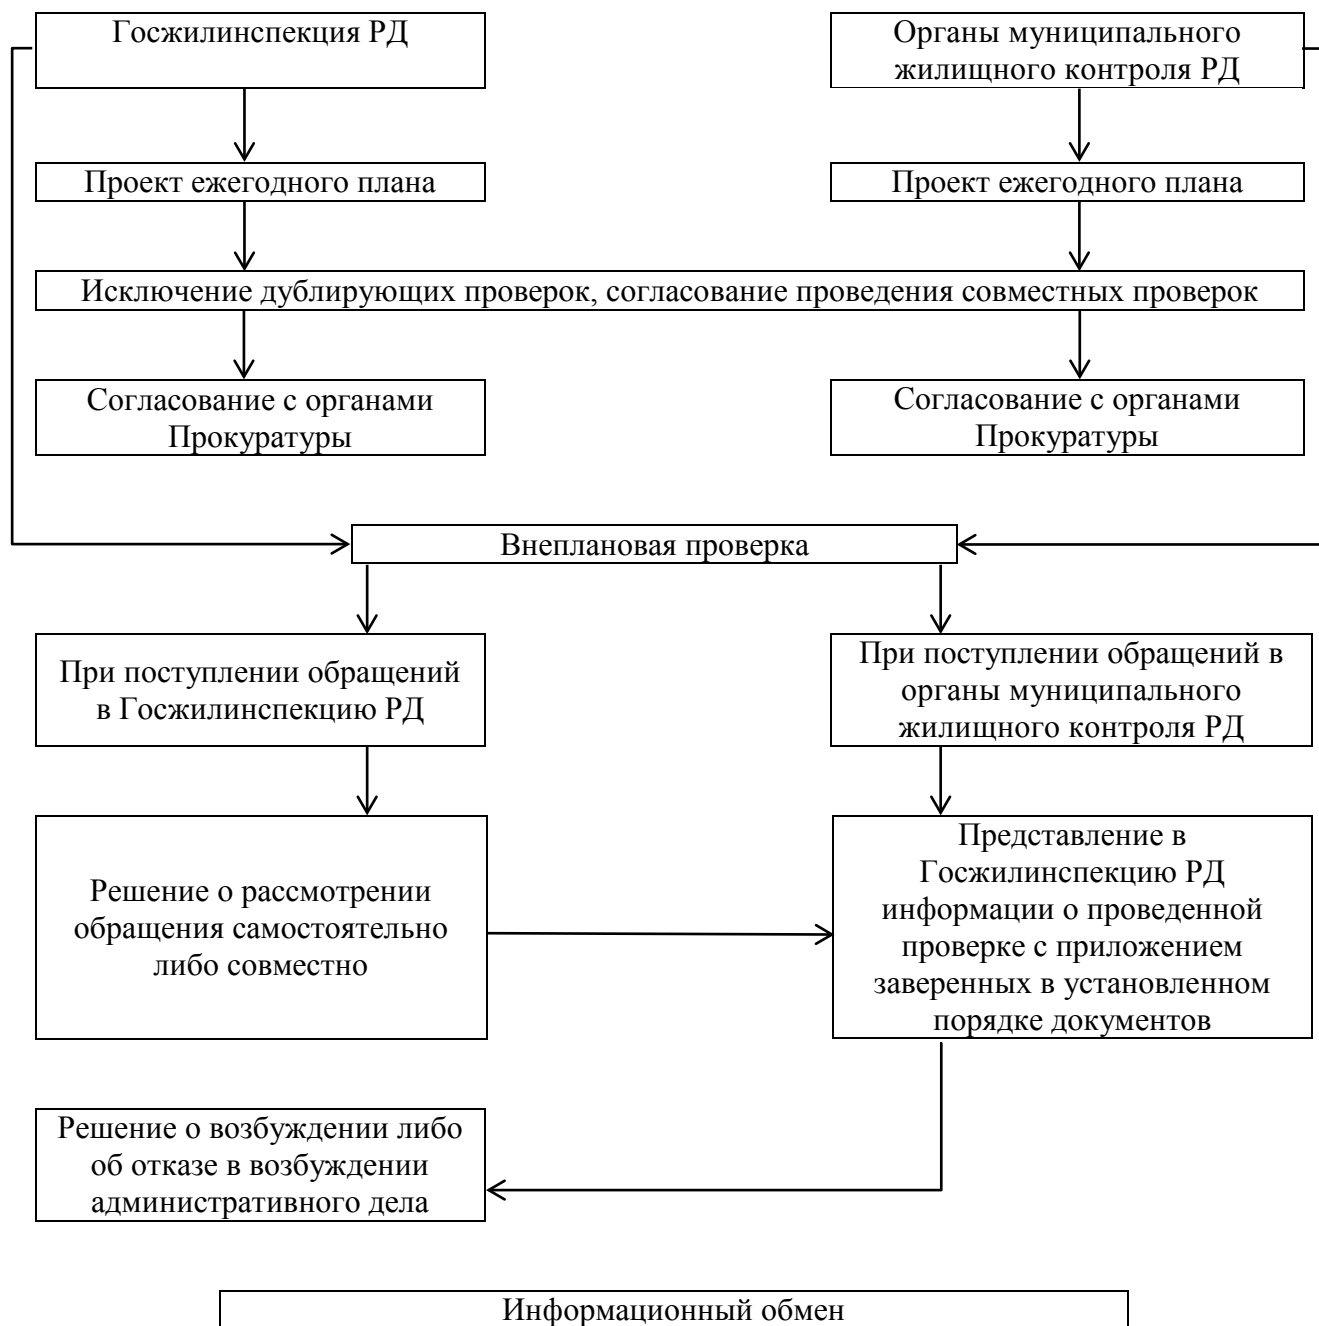 Госжилинспекция РД
Органы муниципального
жилищного контроля РД
Проект ежегодного плана
Проект ежегодного плана
Исключение дублирующих проверок, согласование проведения совместных проверок
Согласование с органами
Прокуратуры
Согласование с органами
Прокуратуры
Внеплановая проверка
При поступлении обращений
в Госжилинспекцию РД
При поступлении обращений в
органы муниципального
жилищного контроля РД
Решение о рассмотрении
обращения самостоятельно
либо совместно
Представление в
Госжилинспекцию РД
информации о проведенной
проверке с приложением
заверенных в установленном
порядке документов
Решение о возбуждении либо
об отказе в возбуждении
административного дела
Информационный обмен